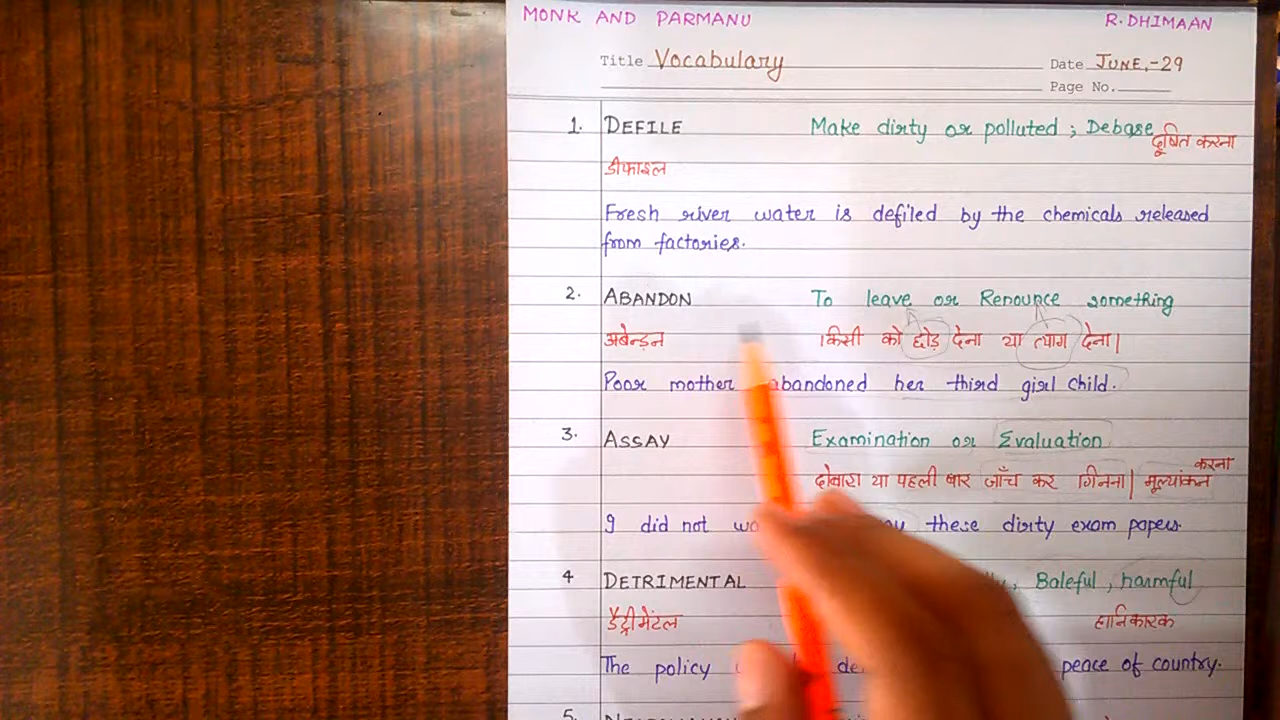 MONK AND PARMANU R. DHIMAAN
Title Vocabulary Date JUNE,-29
Page No.
1. DEFILE Make dirty or polluted ; Debase दूषित करना
डीफाइल
Fresh river water is defiled by the chemicals released
from factories.
2. ABANDON To leave or Renounce something
अबेन्ड़न किसी को छोड़ देना या त्याग देना|
Poor mother abandoned her third girl child.
3. ASSAY Examination or Evaluation
दोबारा या पहली बार जाँच कर गिनना| मूल्यांकन करना
I did not these dirty exam papers.
4 DETRIMENTAL Baleful, harmful
डैट्रीमेंटल हानिकारक
The policy peace of country.
5.